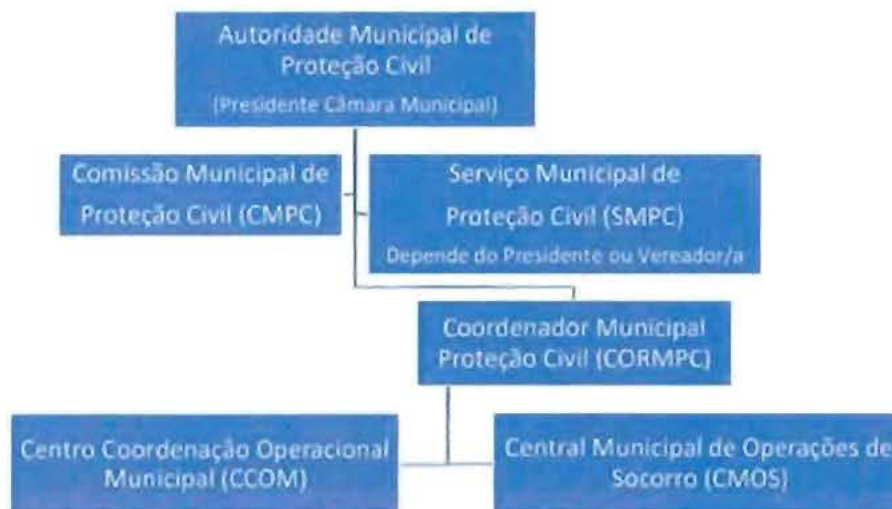 Autoridade Municipal de
Proteção Civil
(Presidente Câmara Municipal)
Comissão Municipal de
Proteção Civil (CMPC)
Serviço Municipal de
Proteção Civil (SMPC)
Depende do Presidente ou Vereador/a
Coordenador Municipal
Proteção Civil (CORMPC)
Centro Coordenação Operacional
Municipal (CCOM)
Central Municipal de Operações de
Socorro (CMOS)